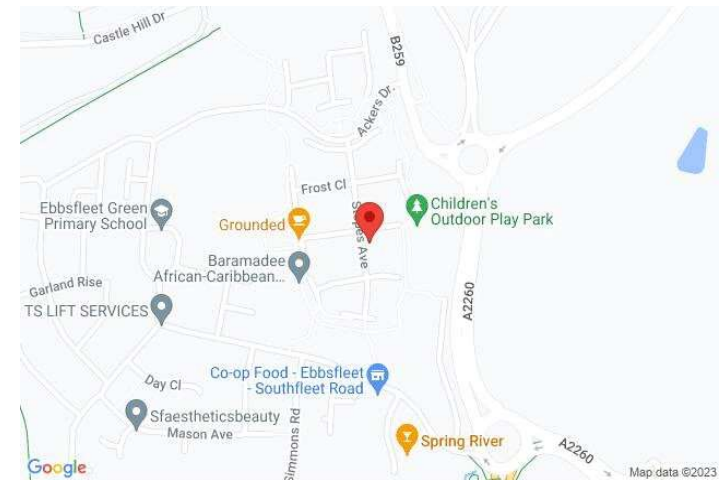 Castle Hill Dr
B259
Ackers Dr.
Frost Cl
Children's
Outdoor Play Park
Ebbsfleet Green
Primary School
Grounded
Stopes Ave
Baramadee
African-Caribbean...
Garland Rise
A2260
TS LIFT SERVICES
Co-op Food - Ebbsfleet
- Southfleet Road
Day Cl
Sfaestheticsbeauty
Mason Ave
Simmons Rd
Spring River
A2260
Google
Map data ©2023